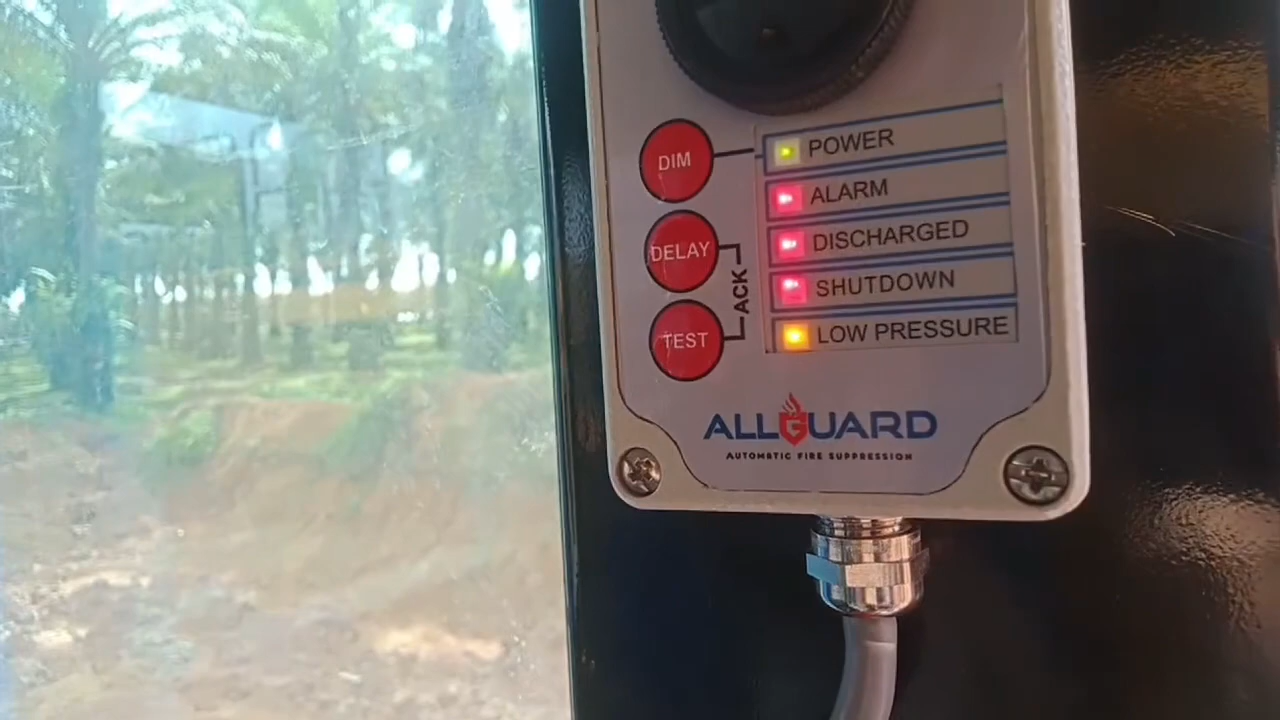 DIM
POWER
ALARM
DELAY
DISCHARGED
ACK
SHUTDOWN
TEST
LOW PRESSURE
ALLGUARD
AUTOMATIC FIRE SUPPRESSION